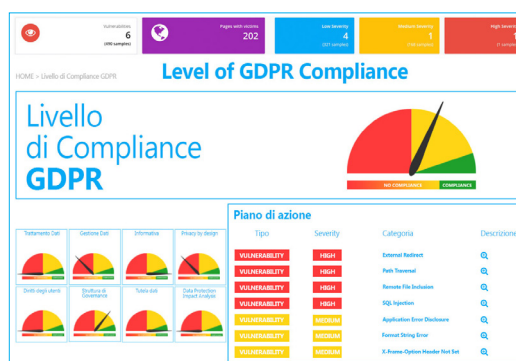 Vulnerabilities
6
(490 samples)
Pages with victims
202
Low Severity
4
Medium Severity
1
High Severity
1
HOME > Livello di Compliance GDPR
Level of GDPR Compliance
Livello
di Compliance
GDPR
NO COMPLIANCE
COMPLIANCE
Trattamento Dati
Gestione Dati
Informative
Privacy by design
Diritti degli utenti
Struttura di
Governance
Tutela dati
Data Protection
Impact Analysis
Piano di azione
Tipo
Severity
Categoria
Descrizione
VULNERABILITY
HIGH
External Redirect
VULNERABILITY
HIGH
Path Traversal
VULNERABILITY
HIGH
Remote File Inclusion
VULNERABILITY
HIGH
SQL Injection
VULNERABILITY
MEDIUM
Application Error Disclosure
VULNERABILITY
MEDIUM
Format String Error
VULNERABILITY
MEDIUM
X-Frame-Option Header Not Set